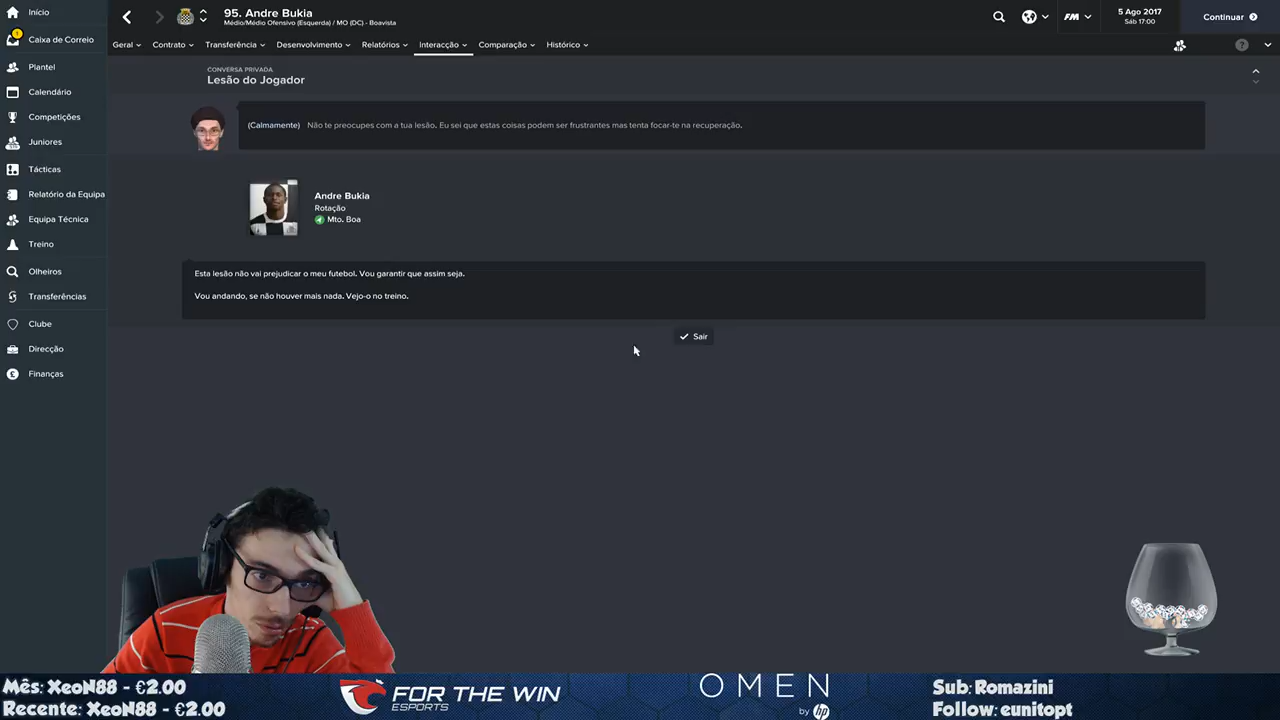 Início
Caixa de Correio
Plantel
Calendário
Competições
Juniores
Tácticas
Relatório da Equipa
Equipa Técnica
Treino
Olheiros
Transferências
Clube
Direcção
Finanças
95. Andre Bukia
Médio/Médio Ofensivo (Esquerda) / MO (DC) - Boavista
FM
5 Ago 2017
Sáb 17:00
Continuar
Geral
Contrato
Transferência
Desenvolvimento
Relatórios
Interacção
Comparação
Histórico
CONVERSA PRIVADA
Lesão do Jogador
(Calmamente) Não te preocupes com a tua lesão. Eu sei que estas coisas podem ser frustrantes mas tenta focar-te na recuperação.
Andre Bukia
Rotação
Mto. Boa
Esta lesão não vai prejudicar o meu futebol. Vou garantir que assim seja.
Vou andando, se não houver mais nada. Vejo-o no treino.
Sair
Mês: XeoN88 - €2.00
Recente: XeoN88 - €2.00
FOR THE WIN
ESPORTS
OMEN
by hp
Sub: Romazini
Follow: eunitopt